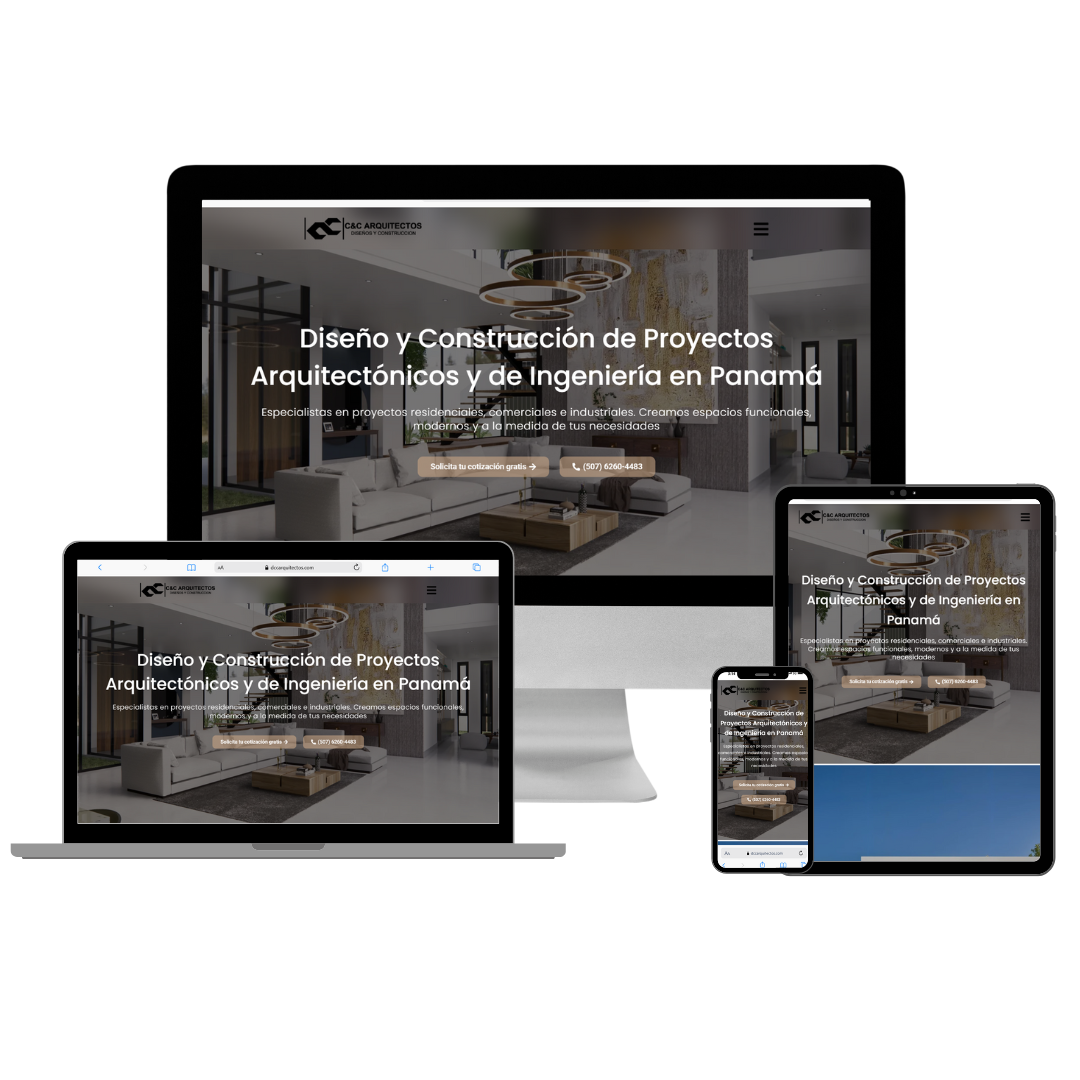 C&C ARQUITECTOS
DISEÑOS Y CONSTRUCCION
Diseño y Construcción de Proyectos
Arquitectónicos y de Ingeniería en Panamá
Especialistas en proyectos residenciales, comerciales e industriales. Creamos espacios funcionales,
modernos y a la medida de tus necesidades
Solicita tu cotización gratis →
(507) 6260-4483
AA
C&C ARQUITECTOS
DISEÑOS Y CONSTRUCCION
Diseño y Construcción de Proyectos
Arquitectónicos y de Ingeniería en Panamá
Especialistas en proyectos residenciales, comerciales e industriales. Creamos espacios funcionales,
modernos y a la medida de tus necesidades
Solicita tu cotización gratis →
(507) 6260-4483
C&C ARQUITECTOS
DISEÑOS Y CONSTRUCCION
Diseño y Construcción de Proyectos
Arquitectónicos y de Ingeniería en
Panamá
Especialistas en proyectos residenciales, comerciales e industriales.
Creamos espacios funcionales, modernos y a la medida de tus
necesidades
Solicita tu cotización gratis →
(507) 6260-4483
C&C ARQUITECTOS
Diseño y Construcción de
Proyectos Arquitectónicos y
de Ingeniería en Panamá
Especialistas en proyectos residenciales,
comerciales e industriales. Creamos espacios
funcionales, modernos y a la medida de tus
necesidades
Solicita tu cotización gratis →
(507) 6260-4483
AA